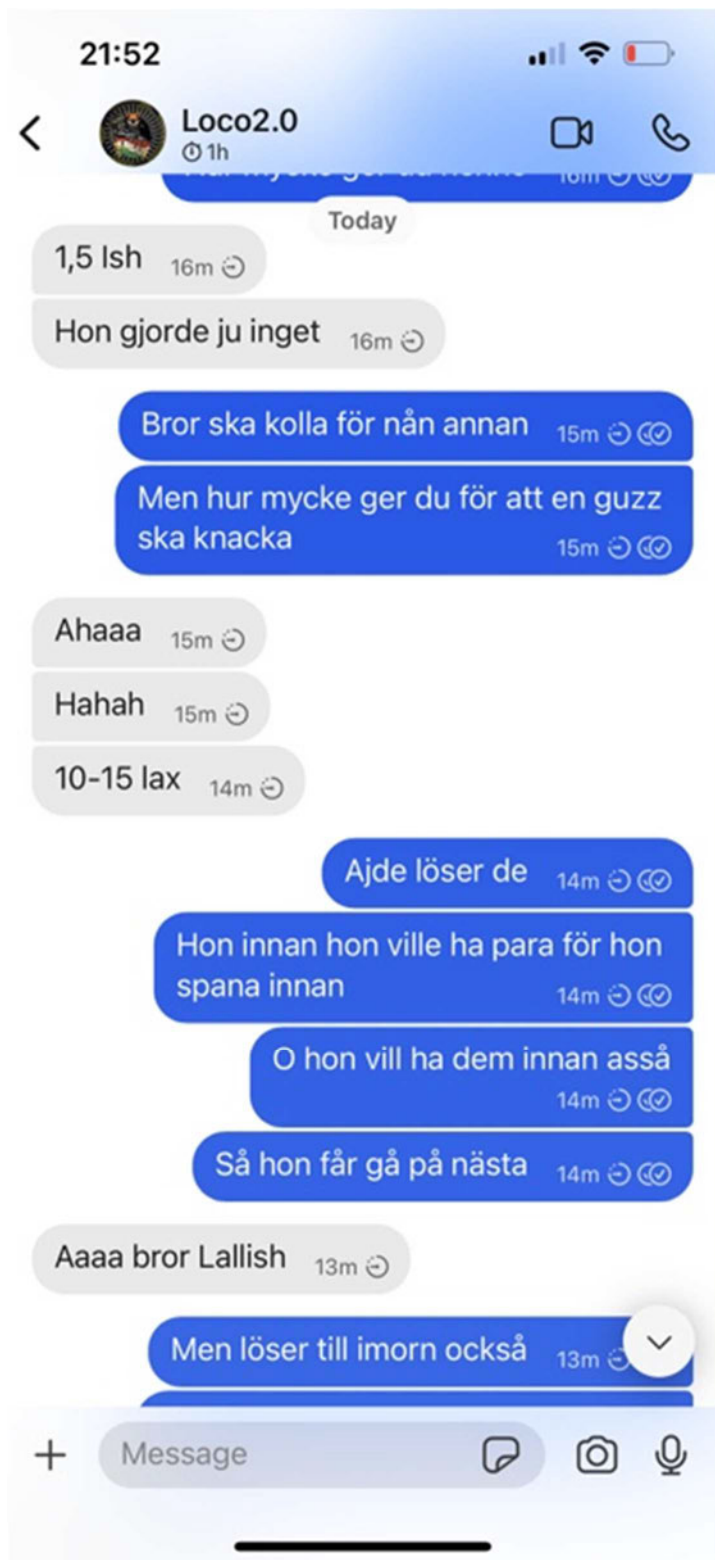 21:52
Loco2.0
1h
16m
Today
1,5 lsh 16m
Hon gjorde ju inget 16m
Bror ska kolla för nån annan 15m
Men hur mycke ger du för att en guzz
ska knacka 15m
Ahaaa 15m
Hahah 15m
10-15 lax 14m
Ajde löser de 14m
Hon innan hon ville ha para för hon
spana innan 14m
O hon vill ha dem innan asså
14m
Så hon får gå på nästa 14m
Aaaa bror Lallish 13m
Men löser till imorn också 13m
Message